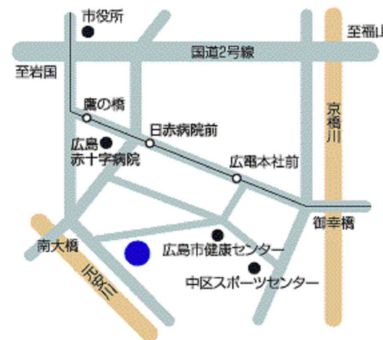 市役所
至福山
国道2号線
至岩国
鷹の橋
京橋川
日赤病院前
広島
赤十字病院
広電本社前
御幸橋
南大橋
広島市健康センター
元安川
中区スポーツセンター